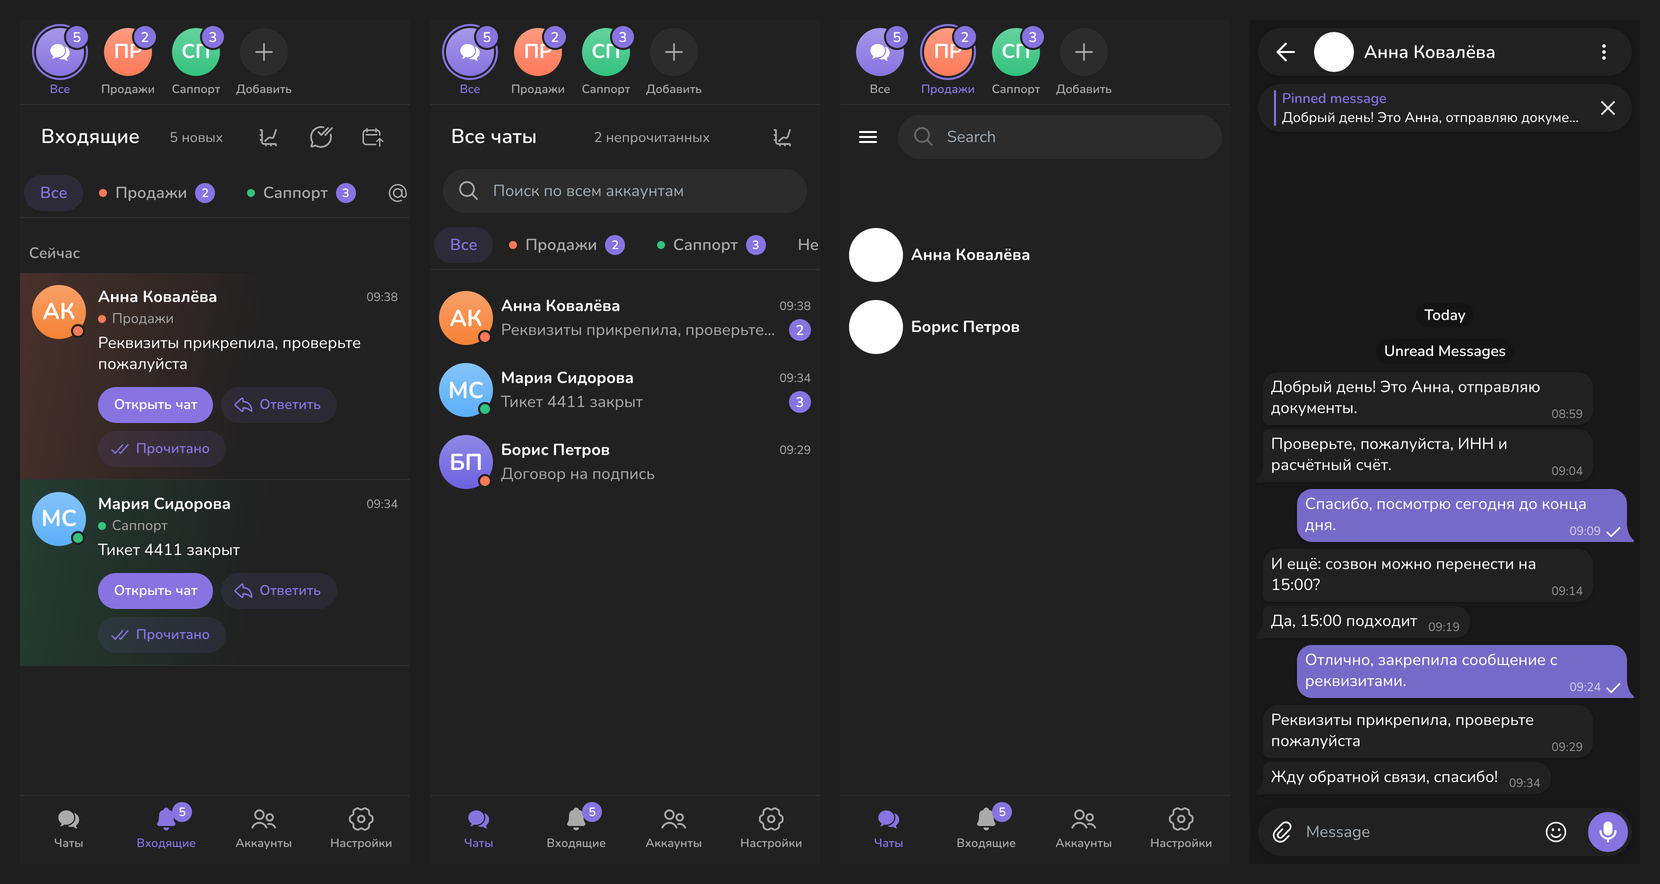 5
2
3
ПР
СП
Все
Продажи
Саппорт
Добавить
Входящие
5 новых
Все
Продажи
2
Саппорт
3
@
Сейчас
АК
Анна Ковалёва
09:38
Продажи
Реквизиты прикрепила, проверьте
пожалуйста
Открыть чат
Ответить
Прочитано
МС
Мария Сидорова
09:34
Саппорт
Тикет 4411 закрыт
Открыть чат
Ответить
Прочитано
5
Чаты
Входящие
Аккаунты
Настройки
5
2
3
ПР
СП
Все
Продажи
Саппорт
Добавить
Все чаты
2 непрочитанных
Поиск по всем аккаунтам
Все
Продажи
2
Саппорт
3
Не
АК
Анна Ковалёва
09:38
Реквизиты прикрепила, проверьте...
2
МС
Мария Сидорова
09:34
Тикет 4411 закрыт
3
БП
Борис Петров
09:29
Договор на подпись
5
Чаты
Входящие
Аккаунты
Настройки
5
2
3
ПР
СП
Все
Продажи
Саппорт
Добавить
Search
Анна Ковалёва
Борис Петров
5
Чаты
Входящие
Аккаунты
Настройки
Анна Ковалёва
Pinned message
Добрый день! Это Анна, отправляю докуме...
Today
Unread Messages
Добрый день! Это Анна, отправляю
документы.
08:59
Проверьте, пожалуйста, ИНН и
расчётный счёт.
09:04
Спасибо, посмотрю сегодня до конца
дня.
09:09
И ещё: созвон можно перенести на
15:00?
09:14
Да, 15:00 подходит
09:19
Отлично, закрепила сообщение с
реквизитами.
09:24
Реквизиты прикрепила, проверьте
пожалуйста
09:29
Жду обратной связи, спасибо!
09:34
Message